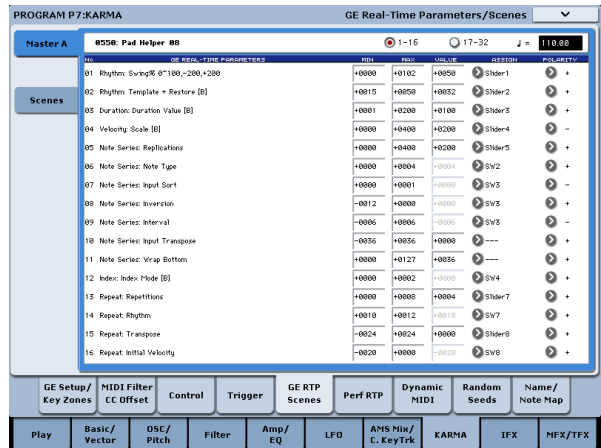 PROGRAM P7:KARMA GE Real-Time Parameters/Scenes
Master A 0550: Pad Helper 08 1-16 17-32 ♩ = 110.00
No. GE REAL-TIME PARAMETERS MIN MAX VALUE ASSIGN POLARITY
01 Rhythm: Swing% 0~100,-200,+200 +0000 +0102 +0050 Slider1 +
02 Rhythm: Template + Restore [B] +0015 +0050 +0032 Slider2 +
Scenes
03 Duration: Duration Value [B] +0001 +0200 +0100 Slider3 +
04 Velocity: Scale [B] +0000 +0400 +0200 Slider4 -
05 Note Series: Replications +0000 +0400 +0200 Slider5 +
06 Note Series: Note Type +0000 +0004 +0004 SW2 +
07 Note Series: Input Sort +0000 +0001 +0000 SW3 -
08 Note Series: Inversion -0012 +0000 +0000 SW3 +
09 Note Series: Interval -0006 +0006 -0006 SW3 -
10 Note Series: Input Transpose -0036 +0036 +0000 --- +
11 Note Series: Wrap Bottom +0000 +0127 +0036 --- +
12 Index: Index Mode [B] +0000 +0002 +0000 SW4 +
13 Repeat: Repetitions +0000 +0008 +0004 Slider7 +
14 Repeat: Rhythm +0010 +0012 +0010 SW7 +
15 Repeat: Transpose -0024 +0024 +0000 Slider8 +
16 Repeat: Initial Velocity -0020 +0000 -0020 SW8 +
GE Setup/ Key Zones MIDI Filter CC Offset Control Trigger GE RTP Scenes Perf RTP Dynamic MIDI Random Seeds Name/ Note Map
Play Basic/ Vector OSC/ Pitch Filter Amp/ EQ LFO AMS Mix/ C. KeyTrk KARMA IFX MFX/TFX